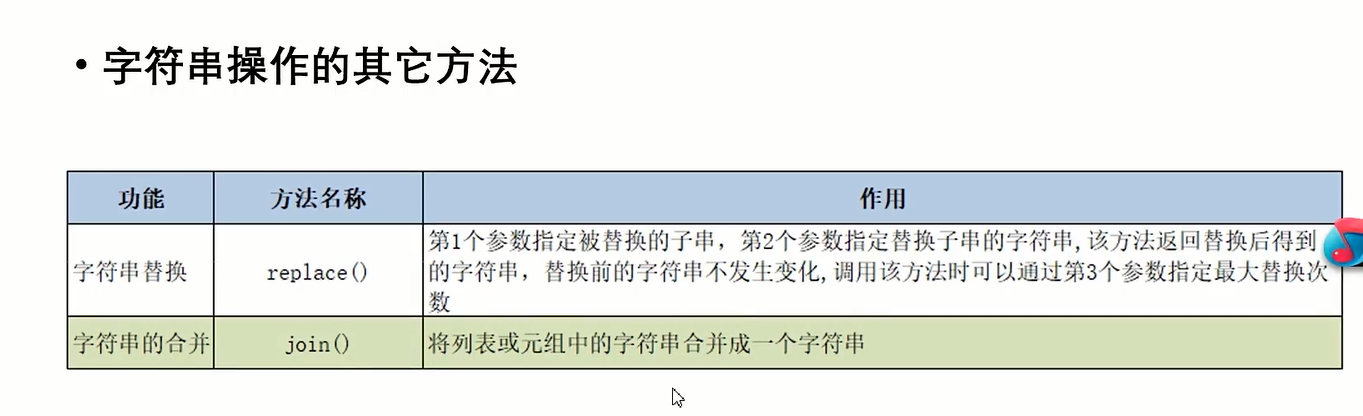 • 字符串操作的其它方法
功能 方法名称 作用
第1个参数指定被替换的子串，第2个参数指定替换子串的字符串,该方法返回替换后得到
字符串替换 replace() 的字符串，替换前的字符串不发生变化,调用该方法时可以通过第3个参数指定最大替换次
数
字符串的合并 join() 将列表或元组中的字符串合并成一个字符串